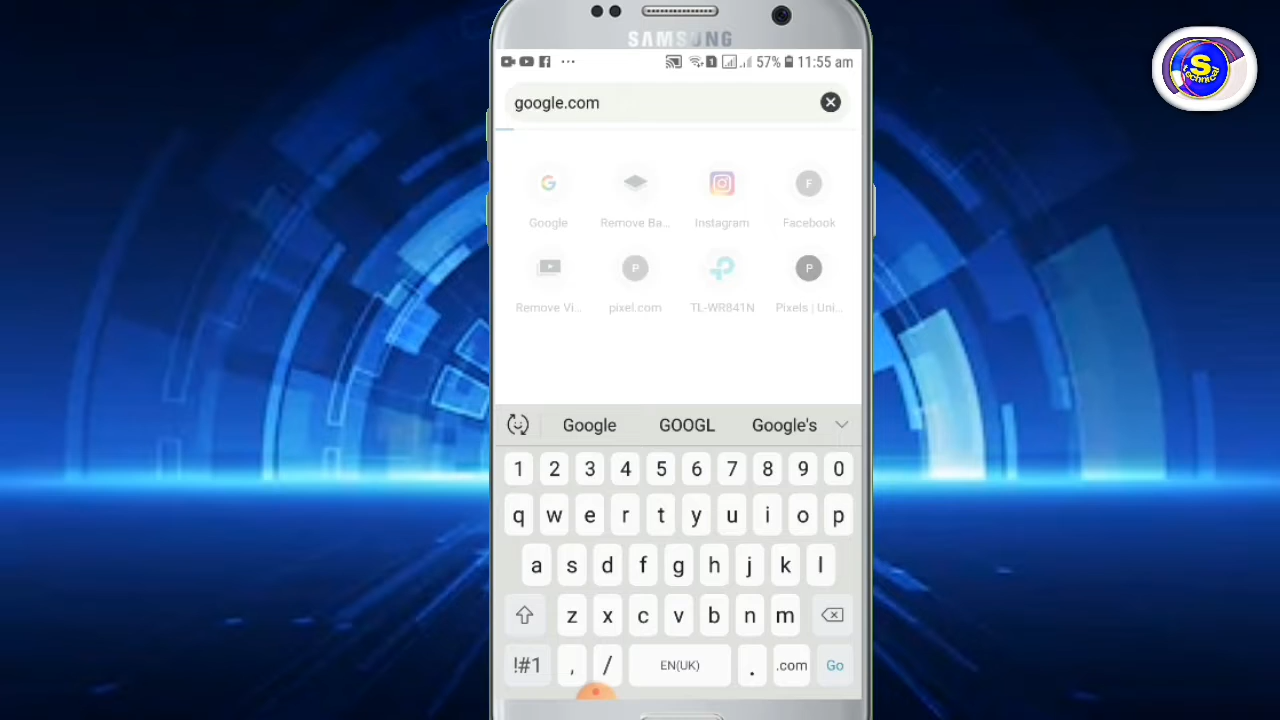 SAMSUNG
1 57% 11:55 am
google.com
G Google
Remove Ba...
Instagram
F Facebook
Remove Vi...
P pixel.com
TL-WR841N
P Pixels | Uni...
Google GOOGL Google's
1 2 3 4 5 6 7 8 9 0
q w e r t y u i o p
a s d f g h j k l
z x c v b n m
!#1 , / EN(UK) . .com Go
S
technical